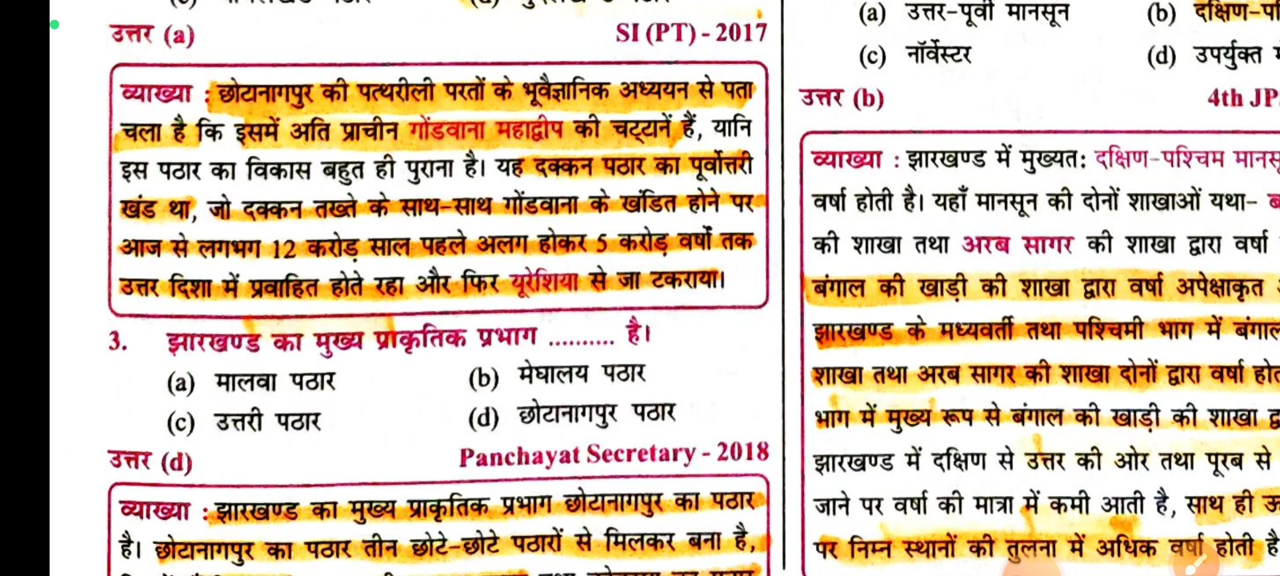 उत्तर (a) SI (PT) - 2017
व्याख्या : छोटानागपुर की पत्थरीली परतों के भूवैज्ञानिक अध्ययन से पता
चला है कि इसमें अति प्राचीन गोंडवाना महाद्वीप की चट्टानें हैं, यानि
इस पठार का विकास बहुत ही पुराना है। यह दक्कन पठार का पूर्वोत्तरी
खंड था, जो दक्कन तख्ते के साथ-साथ गोंडवाना के खंडित होने पर
आज से लगभग 12 करोड़ साल पहले अलग होकर 5 करोड़ वर्षों तक
उत्तर दिशा में प्रवाहित होते रहा और फिर यूरेशिया से जा टकराया।
3. झारखण्ड का मुख्य प्राकृतिक प्रभाग .......... है।
(a) मालवा पठार (b) मेघालय पठार
(c) उत्तरी पठार (d) छोटानागपुर पठार
उत्तर (d) Panchayat Secretary - 2018
व्याख्या : झारखण्ड का मुख्य प्राकृतिक प्रभाग छोटानागपुर का पठार
है। छोटानागपुर का पठार तीन छोटे-छोटे पठारों से मिलकर बना है,
(a) उत्तर-पूर्वी मानसून (b) दक्षिण-प
(c) नॉर्वेस्टर (d) उपर्युक्त
उत्तर (b) 4th JP
व्याख्या : झारखण्ड में मुख्यत: दक्षिण-पश्चिम मानस
वर्षा होती है। यहाँ मानसून की दोनों शाखाओं यथा-
की शाखा तथा अरब सागर की शाखा द्वारा वर्षा
बंगाल की खाड़ी की शाखा द्वारा वर्षा अपेक्षाकृत
झारखण्ड के मध्यवर्ती तथा पश्चिमी भाग में बंगाल
शाखा तथा अरब सागर की शाखा दोनों द्वारा वर्षा होत
भाग में मुख्य रूप से बंगाल की खाड़ी की शाखा द्व
झारखण्ड में दक्षिण से उत्तर की ओर तथा पूरब से
जाने पर वर्षा की मात्रा में कमी आती है, साथ ही ऊ
पर निम्न स्थानों की तुलना में अधिक वर्षा होती है